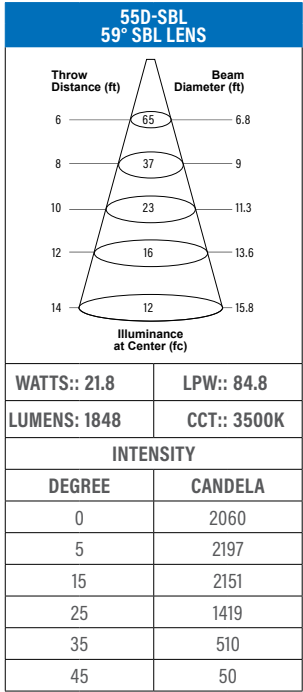 55D-SBL
59° SBL LENS
Throw Distance (ft)
Beam Diameter (ft)
6 65 6.8
8 37 9
10 23 11.3
12 16 13.6
14 12 15.8
Illuminance
at Center (fc)
WATTS:: 21.8 LPW:: 84.8
LUMENS: 1848 CCT:: 3500K
INTENSITY
DEGREE CANDELA
0 2060
5 2197
15 2151
25 1419
35 510
45 50